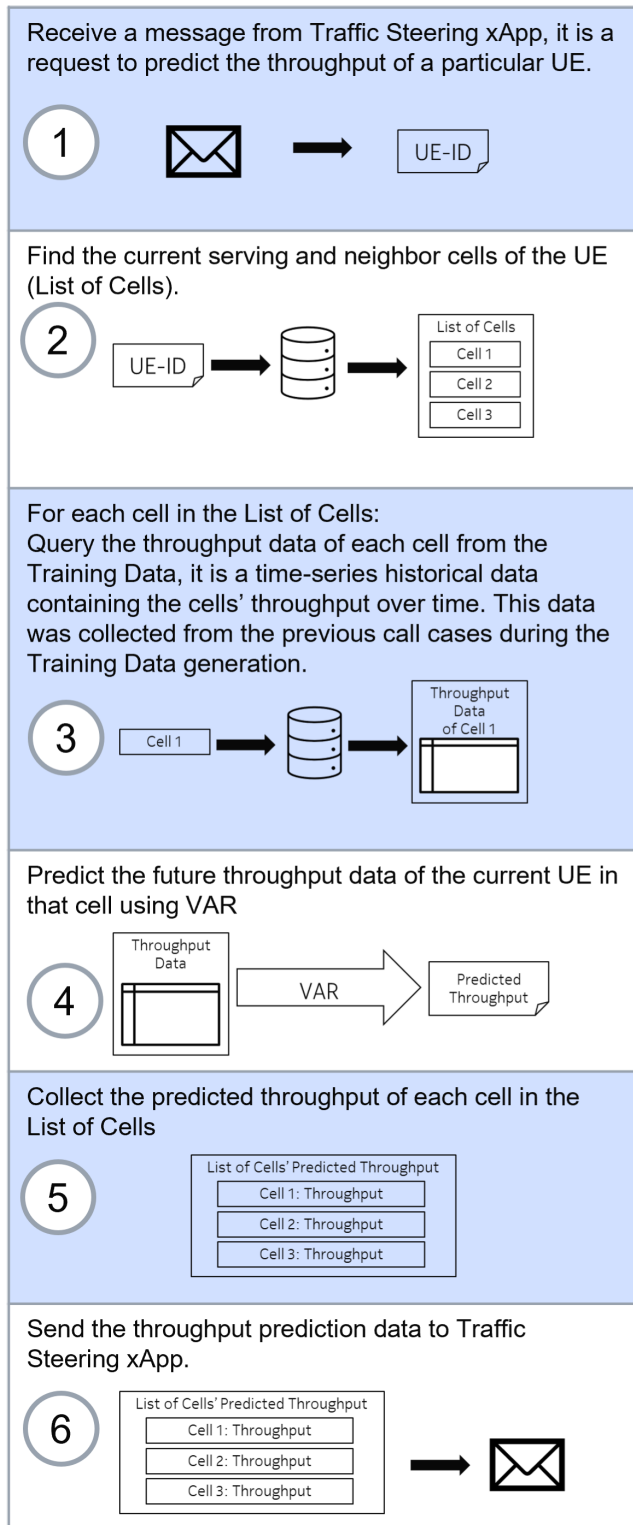 Receive a message from Traffic Steering xApp, it is a
request to predict the throughput of a particular UE.
1
UE-ID
Find the current serving and neighbor cells of the UE
(List of Cells).
2
UE-ID
List of Cells
Cell 1
Cell 2
Cell 3
For each cell in the List of Cells:
Query the throughput data of each cell from the
Training Data, it is a time-series historical data
containing the cells’ throughput over time. This data
was collected from the previous call cases during the
Training Data generation.
3
Cell 1
Throughput
Data
of Cell 1
Predict the future throughput data of the current UE in
that cell using VAR
4
Throughput
Data
VAR
Predicted
Throughput
Collect the predicted throughput of each cell in the
List of Cells
5
List of Cells’ Predicted Throughput
Cell 1: Throughput
Cell 2: Throughput
Cell 3: Throughput
Send the throughput prediction data to Traffic
Steering xApp.
6
List of Cells’ Predicted Throughput
Cell 1: Throughput
Cell 2: Throughput
Cell 3: Throughput